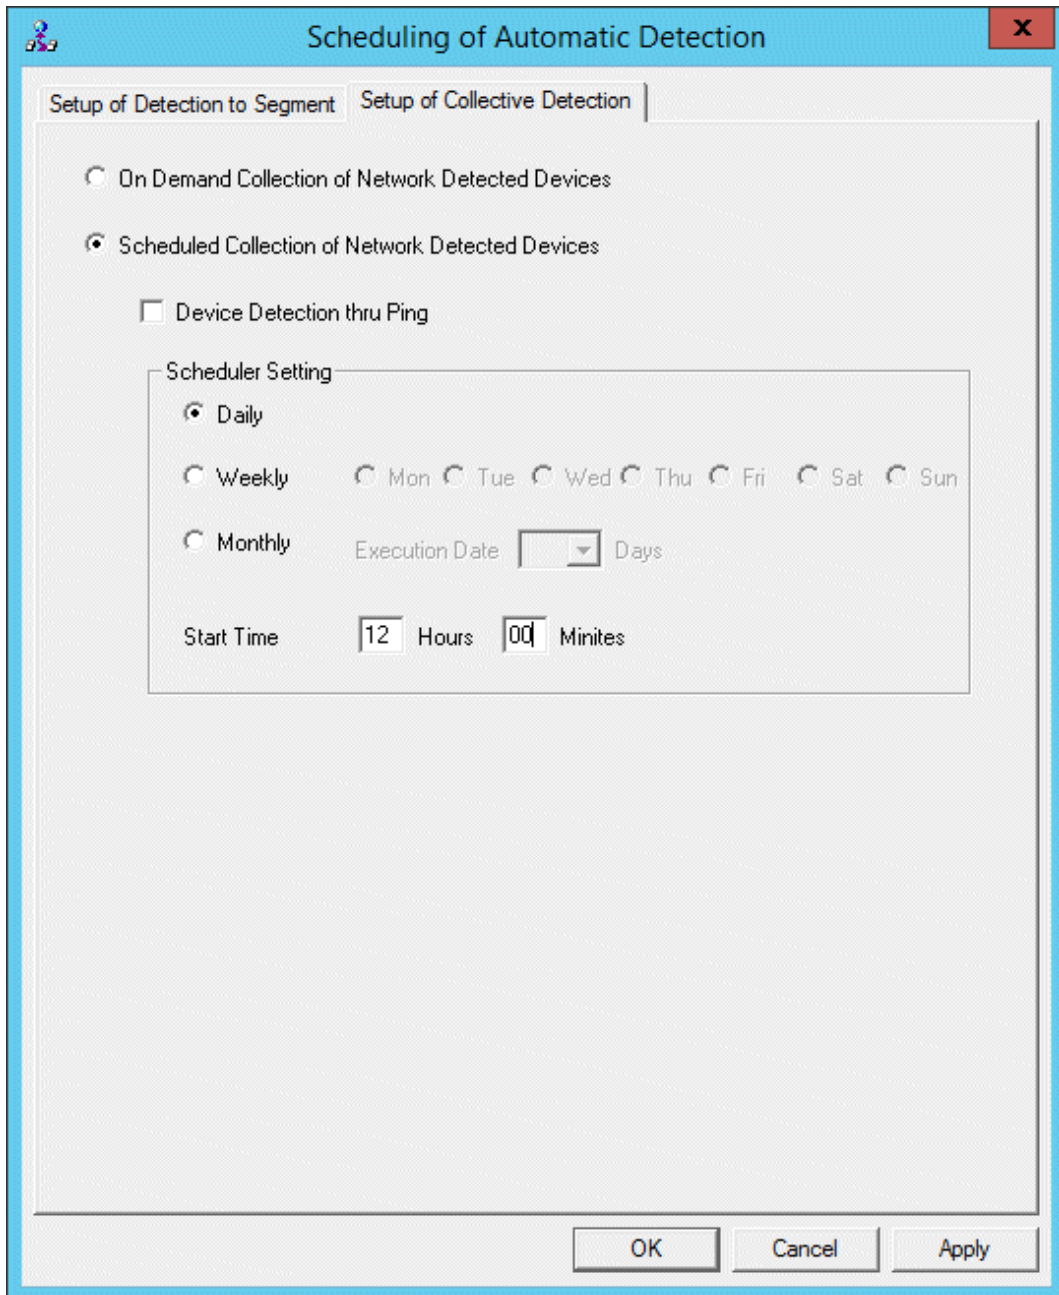 Scheduling of Automatic Detection
x
Setup of Detection to Segment Setup of Collective Detection
On Demand Collection of Network Detected Devices
Scheduled Collection of Network Detected Devices
Device Detection thru Ping
Scheduler Setting
Daily
Weekly Mon Tue Wed Thu Fri Sat Sun
Monthly Execution Date Days
Start Time 12 Hours 00 Minites
OK Cancel Apply